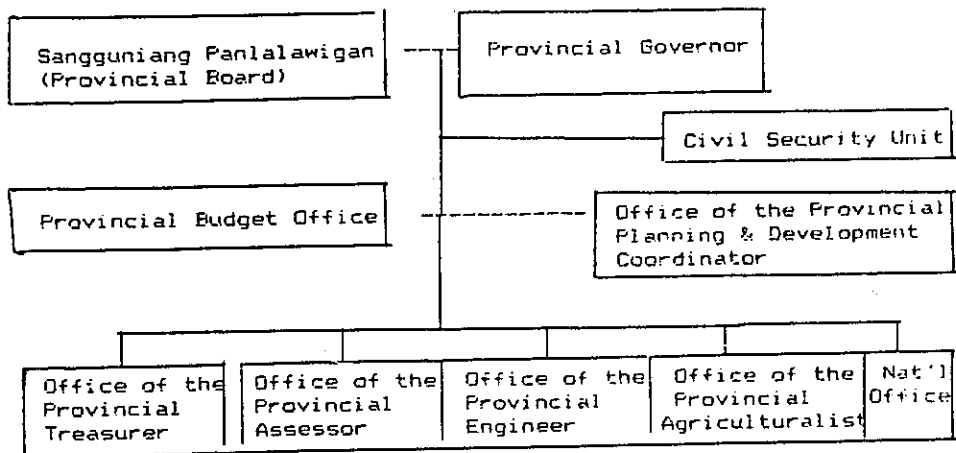 Sangguniang Panlalawigan
(Provincial Board)
Provincial Governor
Civil Security Unit
Provincial Budget Office
Office of the Provincial
Planning & Development
Coordinator
Office of the
Provincial
Treasurer
Office of the
Provincial
Assessor
Office of the
Provincial
Engineer
Office of the
Provincial
Agriculturalist
Nat'l
Office